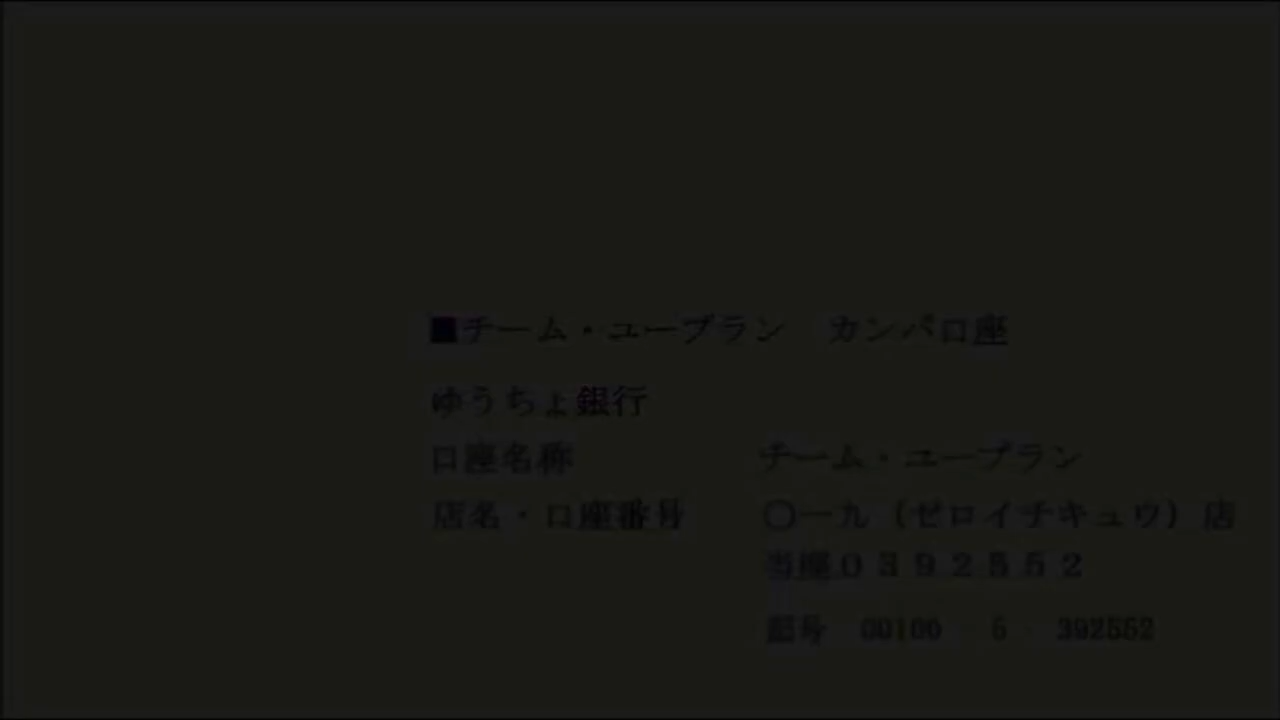 ■チーム・ユープラン　カンパ口座
ゆうちょ銀行
口座名称　チーム・ユープラン
店名・口座番号　〇一九（ゼロイチキュウ）店
当座０３９２５５２
記号　00100　5　392552